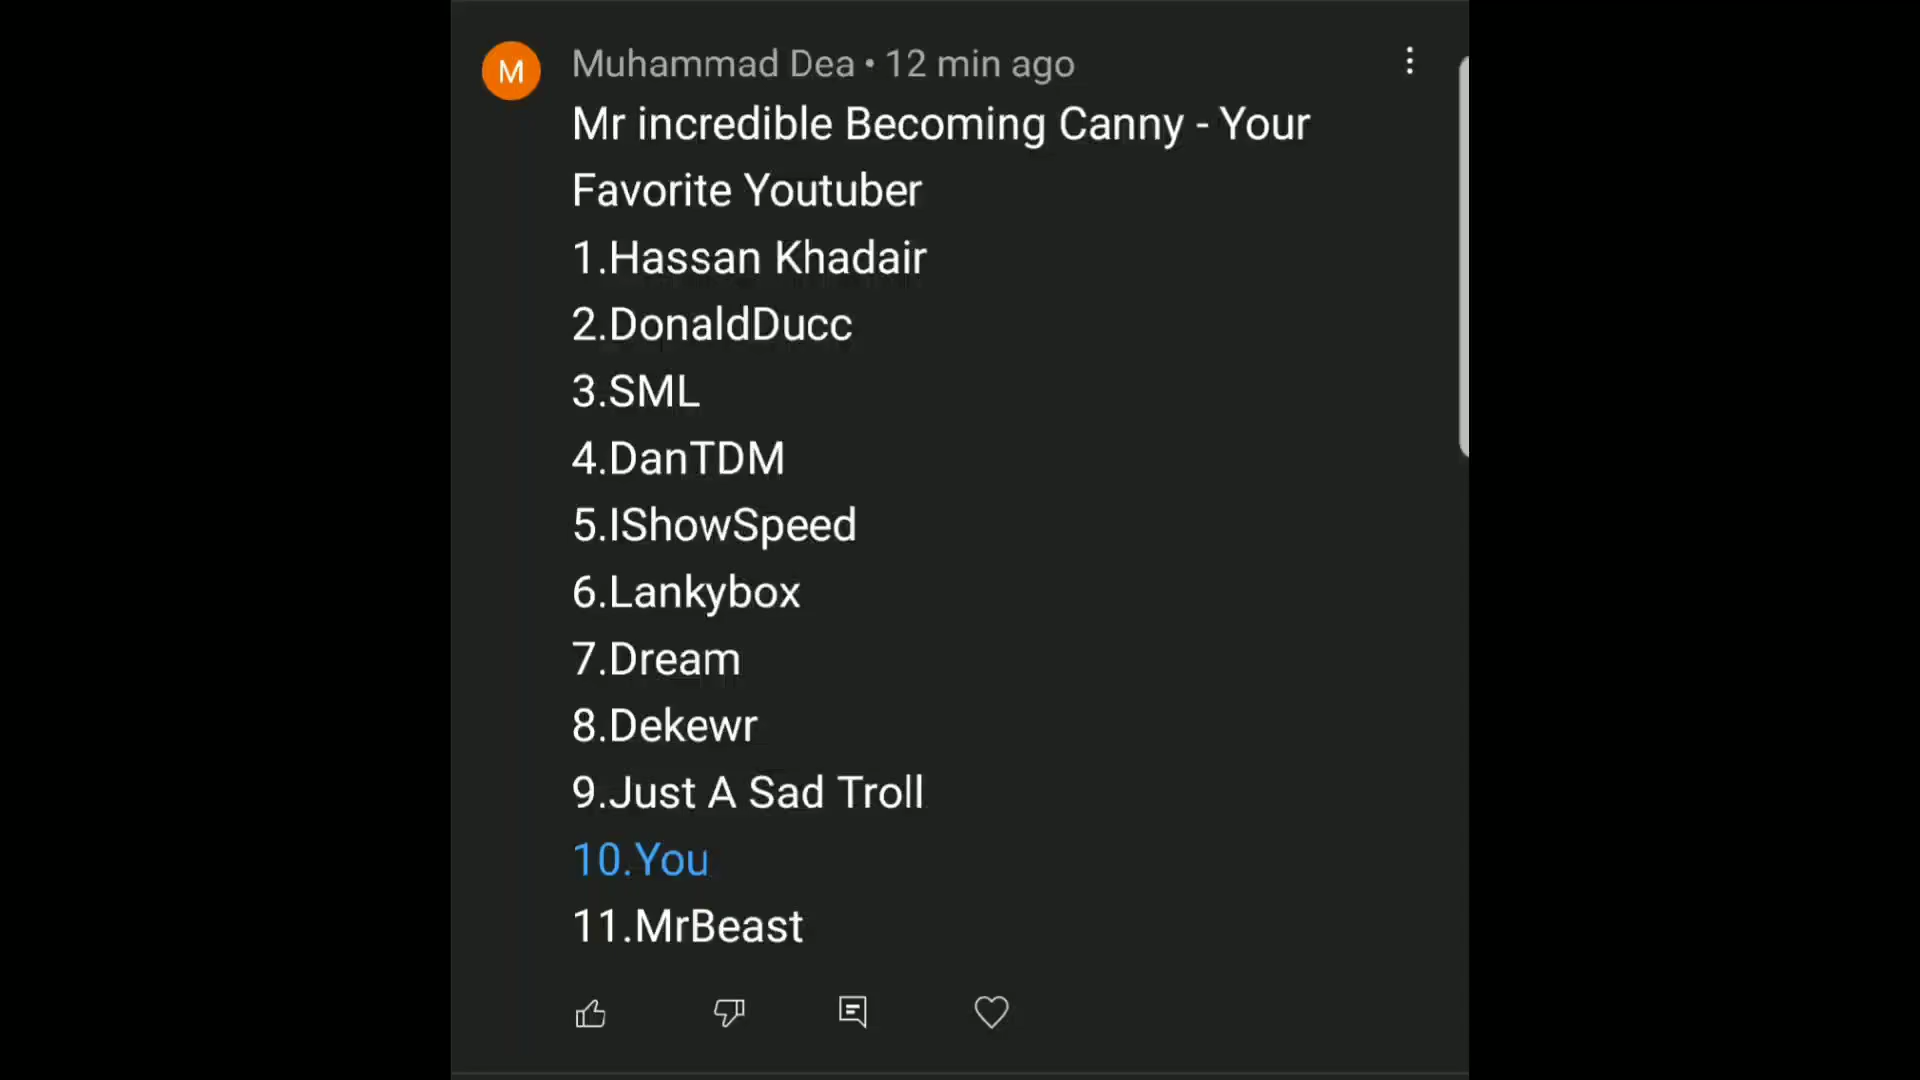 M
Muhammad Dea • 12 min ago
Mr incredible Becoming Canny - Your
Favorite Youtuber
1.Hassan Khadair
2.DonaldDucc
3.SML
4.DanTDM
5.IShowSpeed
6.Lankybox
7.Dream
8.Dekewr
9.Just A Sad Troll
10.You
11.MrBeast